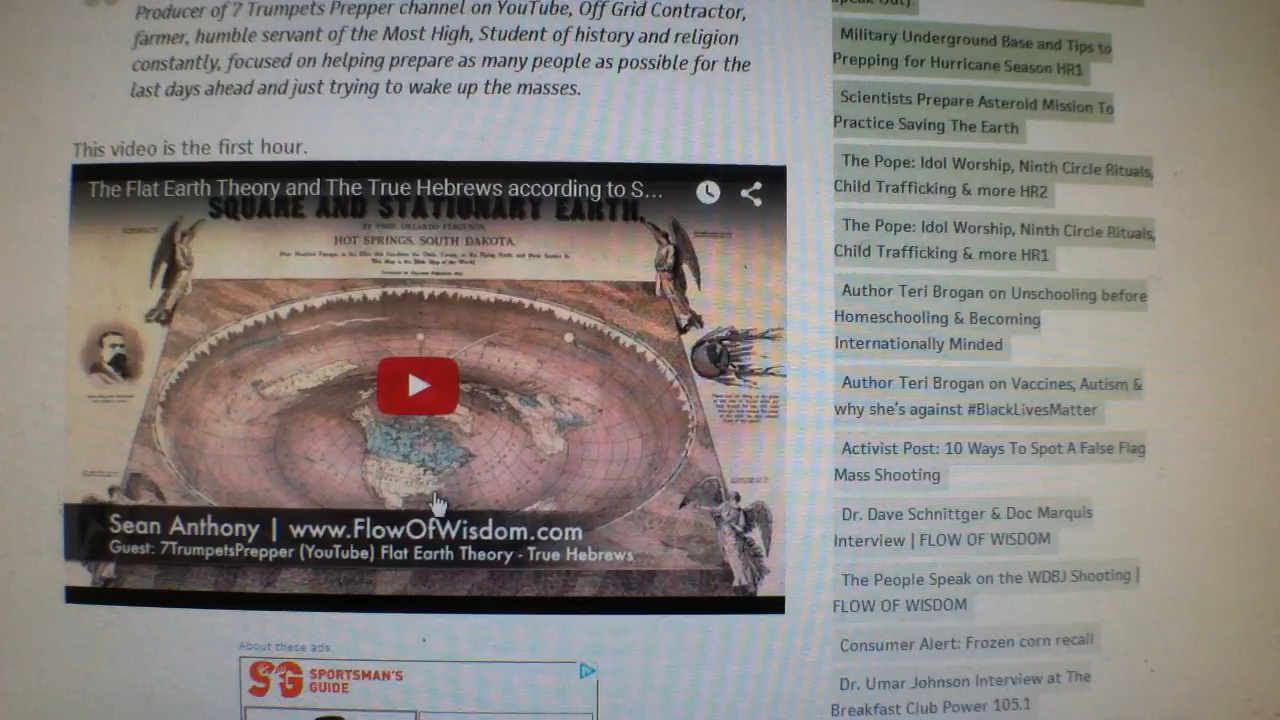 Producer of 7 Trumpets Prepper channel on YouTube, Off Grid Contractor,
farmer, humble servant of the Most High, Student of history and religion
constantly, focused on helping prepare as many people as possible for the
last days ahead and just trying to wake up the masses.
This video is the first hour.
The Flat Earth Theory and The True Hebrews according to S...
SQUARE AND STATIONARY EARTH.
BY PROF. ORLANDO FERGUSON,
HOT SPRINGS, SOUTH DAKOTA.
Sean Anthony | www.FlowOfWisdom.com
Guest: 7TrumpetsPrepper (YouTube) Flat Earth Theory - True Hebrews
About these ads
SG SPORTSMAN'S
GUIDE
Speak Out)
Military Underground Base and Tips to
Prepping for Hurricane Season HR1
Scientists Prepare Asteroid Mission To
Practice Saving The Earth
The Pope: Idol Worship, Ninth Circle Rituals,
Child Trafficking & more HR2
The Pope: Idol Worship, Ninth Circle Rituals,
Child Trafficking & more HR1
Author Teri Brogan on Unschooling before
Homeschooling & Becoming
Internationally Minded
Author Teri Brogan on Vaccines, Autism &
why she's against #BlackLivesMatter
Activist Post: 10 Ways To Spot A False Flag
Mass Shooting
Dr. Dave Schnittger & Doc Marquis
Interview | FLOW OF WISDOM
The People Speak on the WDBJ Shooting |
FLOW OF WISDOM
Consumer Alert: Frozen corn recall
Dr. Umar Johnson Interview at The
Breakfast Club Power 105.1